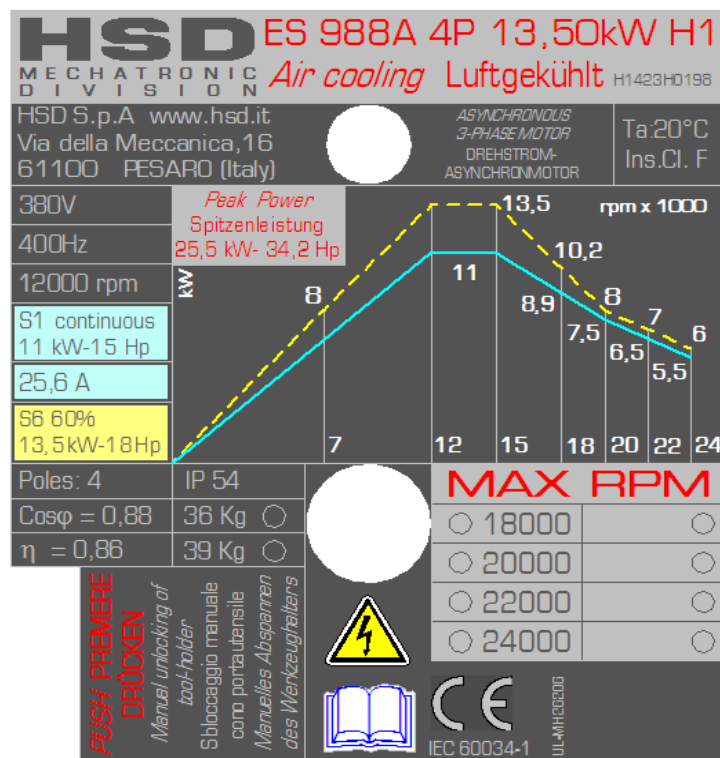 HSD
MECHATRONIC
DIVISION
ES 988A 4P 13,50kW H1
Air cooling Luftgekühlt H1423H0198
HSD S.p.A www.hsd.it
Via della Meccanica,16
61100 PESARO (Italy)
ASYNCHRONOUS
3-PHASE MOTOR
DREHSTROM-
ASYNCHRONMOTOR
Ta:20°C
Ins.Cl. F
380V
400Hz
12000 rpm
S1 continuous
11 kW-15 Hp
25,6 A
S6 60%
13,5kW-18Hp
Peak Power
Spitzenleistung
25,5 kW- 34,2 Hp
kW
rpm x 1000
13,5
10,2
8
11
8,9
8
7
6
7,5
6,5
5,5
7 12 15 18 20 22 24
Poles: 4 IP 54
Cosφ = 0,88 36 Kg
η = 0,86 39 Kg
MAX RPM
18000
20000
22000
24000
PUSH PREMERE
DRÜCKEN
Manual unlocking of
tool-holder
Sbloccaggio manuale
cono portautensile
Manuelles Abspannen
des Werkzeughalters
CE
IEC 60034-1